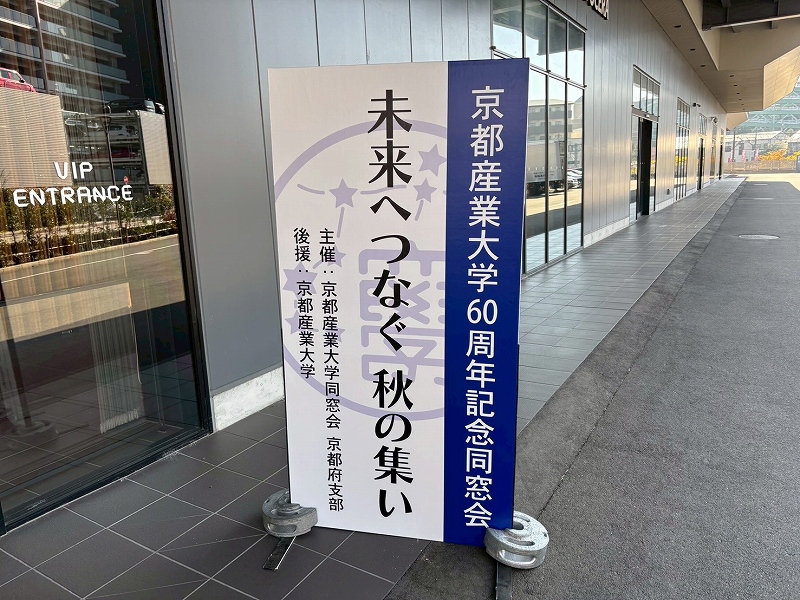 京都産業大学60周年記念同窓会
未来へつなぐ 秋の集い
主催：京都産業大学同窓会 京都府支部
後援：京都産業大学
VIP
ENTRANCE